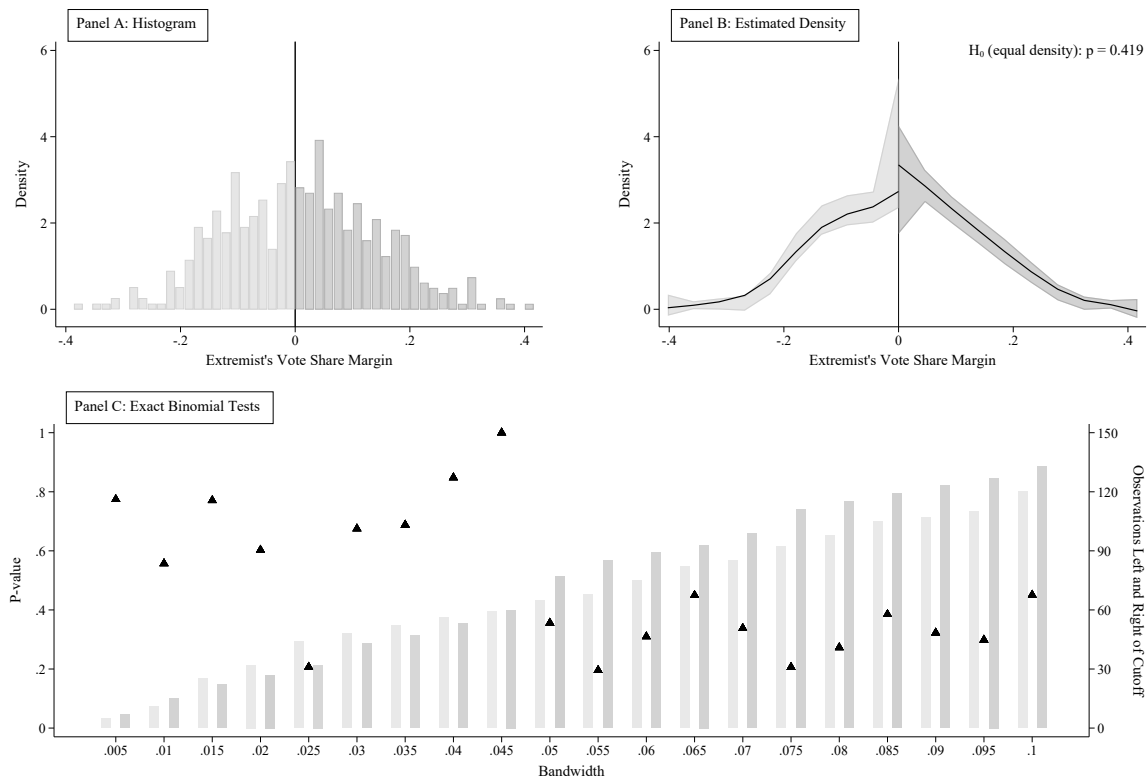 Panel A: Histogram
6
4
2
0
Density
-.4 -.2 0 .2 .4
Extremist's Vote Share Margin
Panel B: Estimated Density
H₀ (equal density): p = 0.419
6
4
2
0
Density
-.4 -.2 0 .2 .4
Extremist's Vote Share Margin
Panel C: Exact Binomial Tests
1
.8
.6
.4
.2
0
P-value
150
120
90
60
30
0
Observations Left and Right of Cutoff
.005 .01 .015 .02 .025 .03 .035 .04 .045 .05 .055 .06 .065 .07 .075 .08 .085 .09 .095 .1
Bandwidth